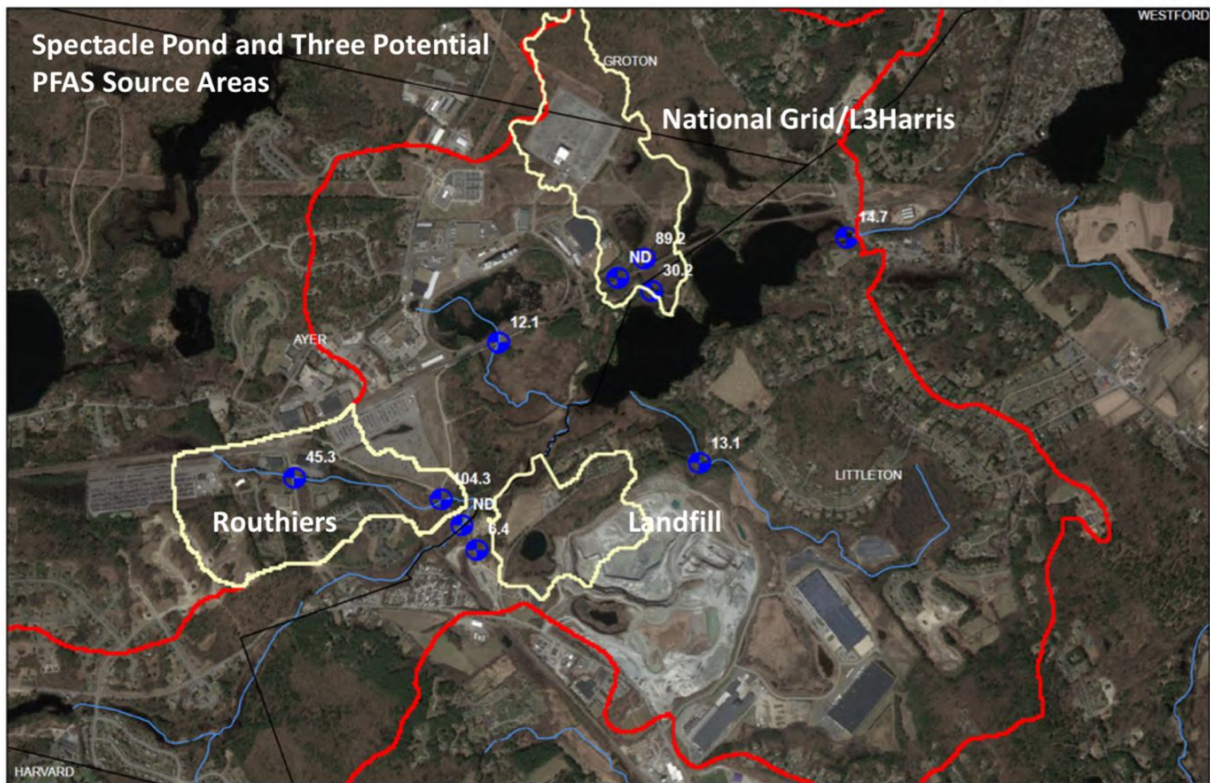 WESTFORD
Spectacle Pond and Three Potential
PFAS Source Areas
GROTON
National Grid/L3Harris
14.7
89.2
ND
30.2
12.1
AYER
13.1
45.3
LITTLETON
104.3
ND
Routhiers
Landfill
6.4
HARVARD